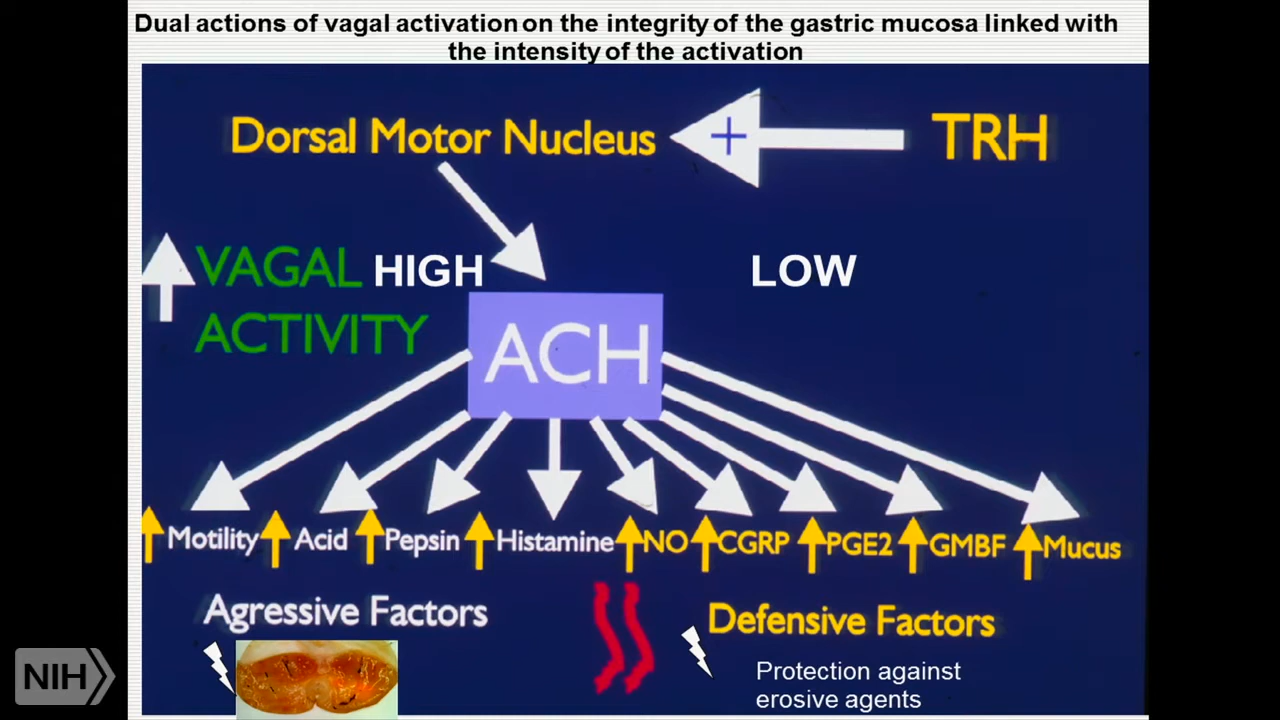 Dual actions of vagal activation on the integrity of the gastric mucosa linked with
the intensity of the activation
Dorsal Motor Nucleus + TRH
VAGAL HIGH LOW
ACTIVITY
ACH
Motility Acid Pepsin Histamine NO CGRP PGE2 GMBF Mucus
Agressive Factors Defensive Factors
Protection against
erosive agents
NIH